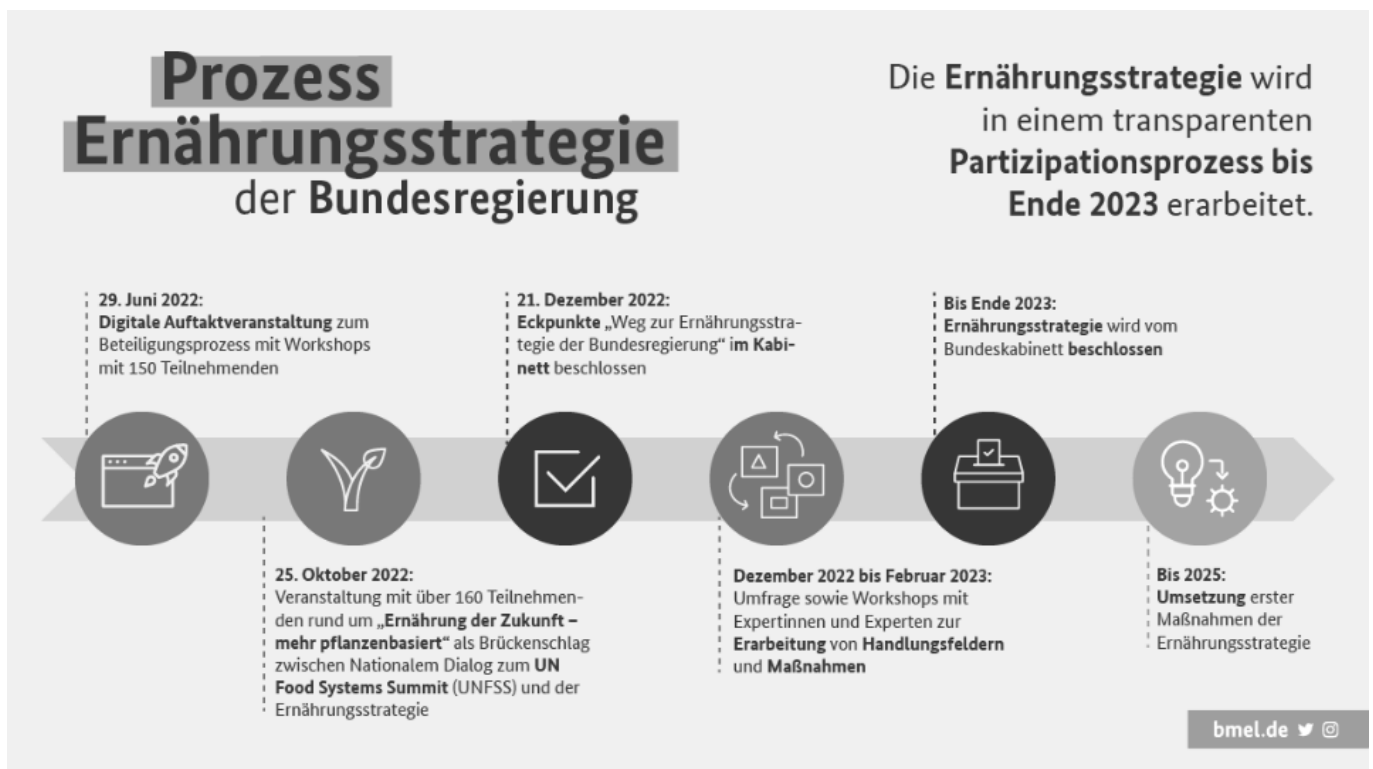 Prozess
Ernährungsstrategie
der Bundesregierung
Die Ernährungsstrategie wird
in einem transparenten
Partizipationsprozess bis
Ende 2023 erarbeitet.
29. Juni 2022:
Digitale Auftaktveranstaltung zum
Beteiligungsprozess mit Workshops
mit 150 Teilnehmenden
25. Oktober 2022:
Veranstaltung mit über 160 Teilnehmen-
den rund um „Ernährung der Zukunft –
mehr pflanzenbasiert“ als Brückenschlag
zwischen Nationalem Dialog zum UN
Food Systems Summit (UNFSS) und der
Ernährungsstrategie
21. Dezember 2022:
Eckpunkte „Weg zur Ernährungsstra-
tegie der Bundesregierung“ im Kabi-
nett beschlossen
Dezember 2022 bis Februar 2023:
Umfrage sowie Workshops mit
Expertinnen und Experten zur
Erarbeitung von Handlungsfeldern
und Maßnahmen
Bis Ende 2023:
Ernährungsstrategie wird vom
Bundeskabinett beschlossen
Bis 2025:
Umsetzung erster
Maßnahmen der
Ernährungsstrategie
bmel.de